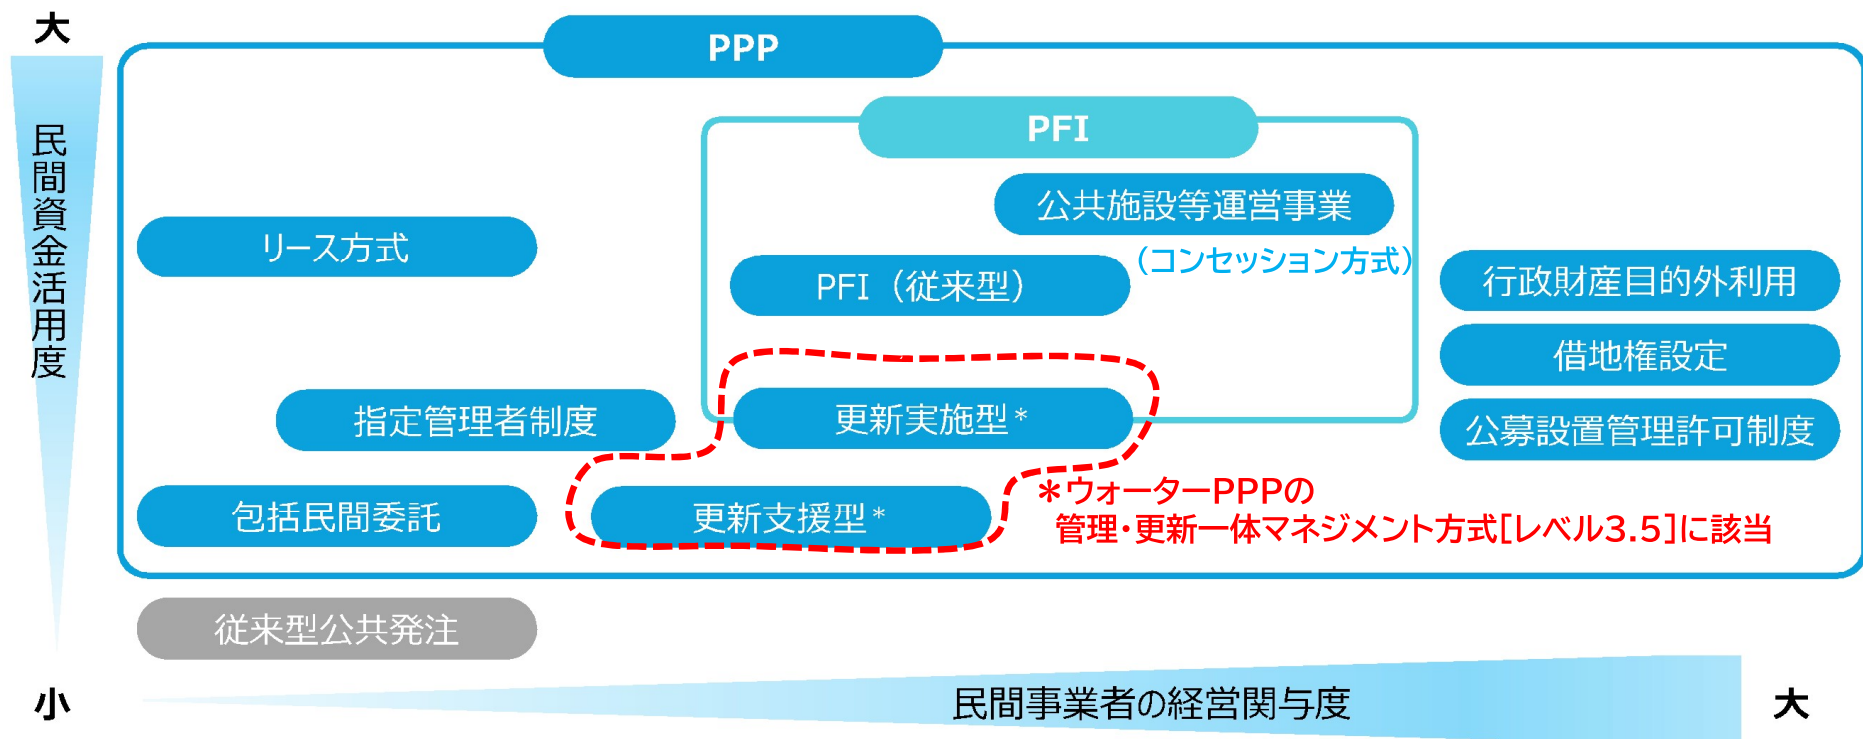 大
PPP
PFI
民間資金活用度
公共施設等運営事業
リース方式
(コンセッション方式)
PFI（従来型）
行政財産目的外利用
借地権設定
指定管理者制度
更新実施型*
公募設置管理許可制度
包括民間委託
更新支援型*
＊ウォーターPPPの
管理・更新一体マネジメント方式[レベル3.5]に該当
従来型公共発注
小
民間事業者の経営関与度
大